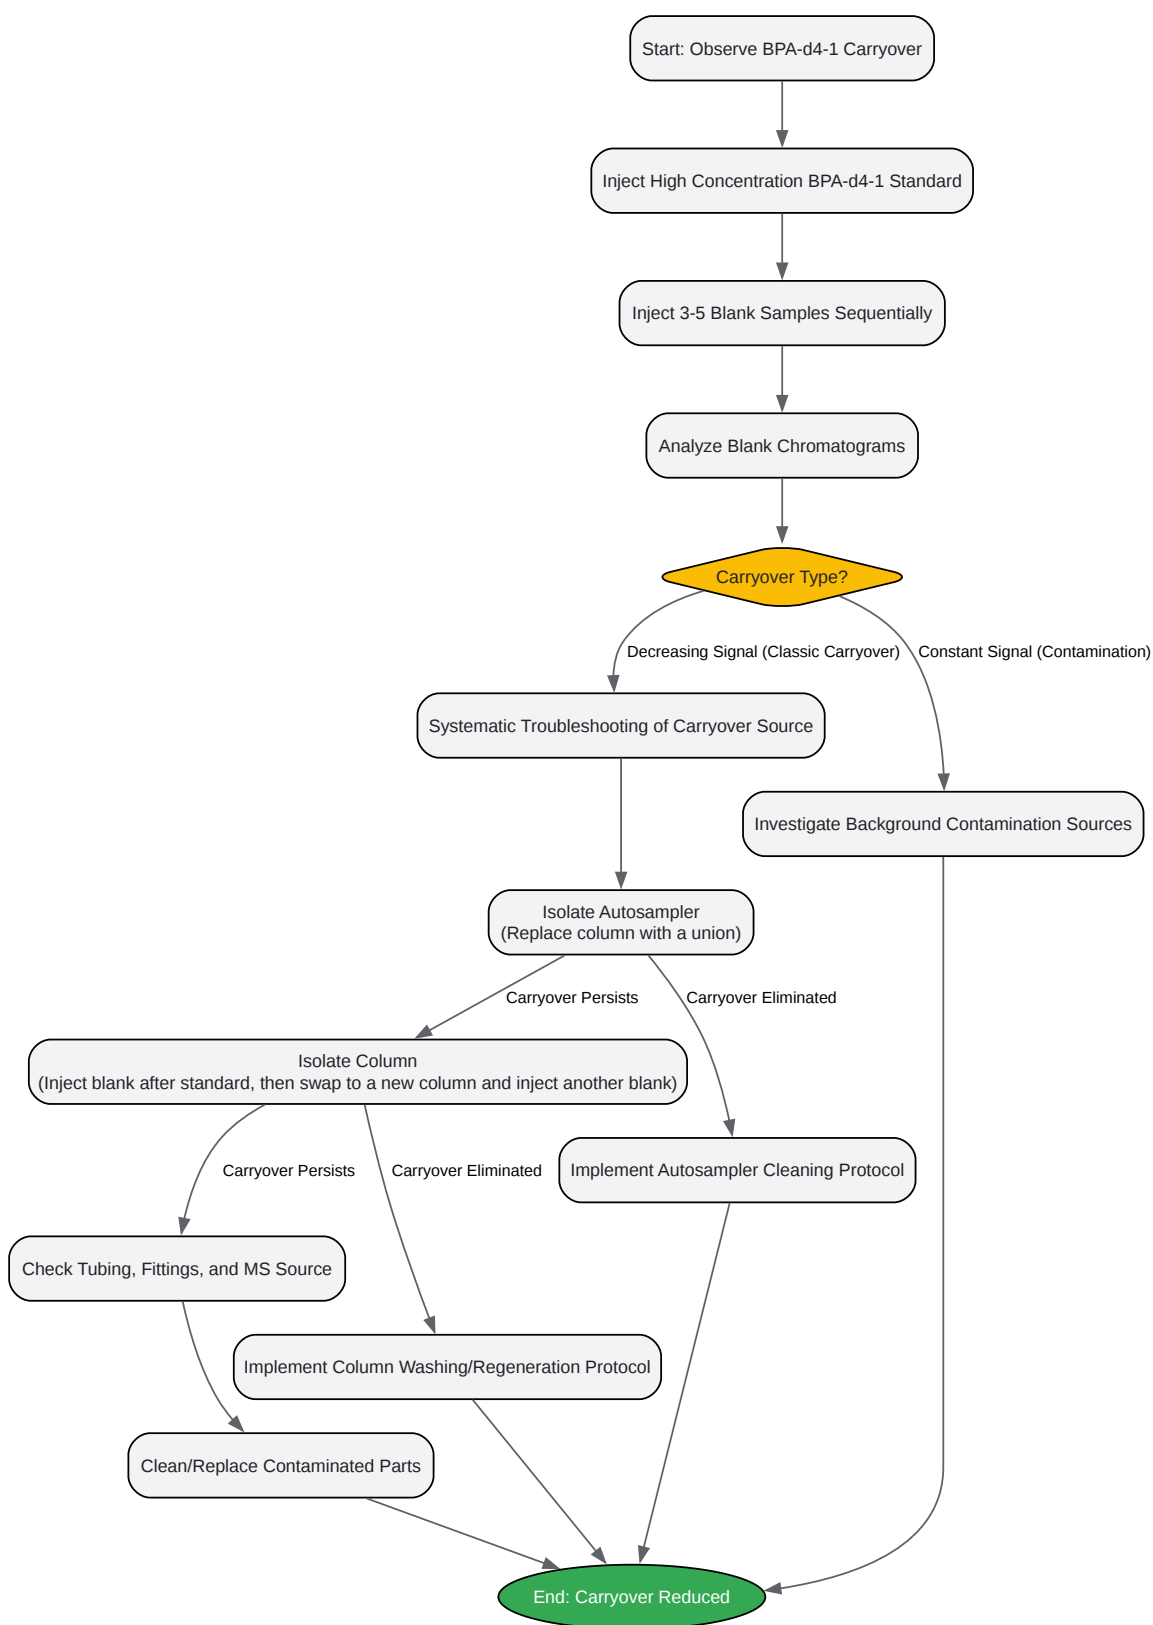 Start: Observe BPA-d4-1 Carryover
Inject High Concentration BPA-d4-1 Standard
Inject 3-5 Blank Samples Sequentially
Analyze Blank Chromatograms
Carryover Type?
Decreasing Signal (Classic Carryover)
Constant Signal (Contamination)
Systematic Troubleshooting of Carryover Source
Investigate Background Contamination Sources
Isolate Autosampler
(Replace column with a union)
Carryover Persists
Carryover Eliminated
Isolate Column
(Inject blank after standard, then swap to a new column and inject another blank)
Carryover Persists
Carryover Eliminated
Implement Autosampler Cleaning Protocol
Check Tubing, Fittings, and MS Source
Implement Column Washing/Regeneration Protocol
Clean/Replace Contaminated Parts
End: Carryover Reduced